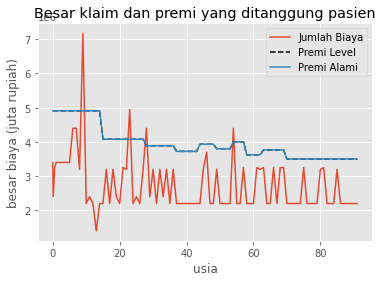 Besar klaim dan premi yang ditanggung pasien
1e6
Jumlah Biaya
Premi Level
Premi Alami
besar biaya (juta rupiah)
7
6
5
4
3
2
0 20 40 60 80
usia